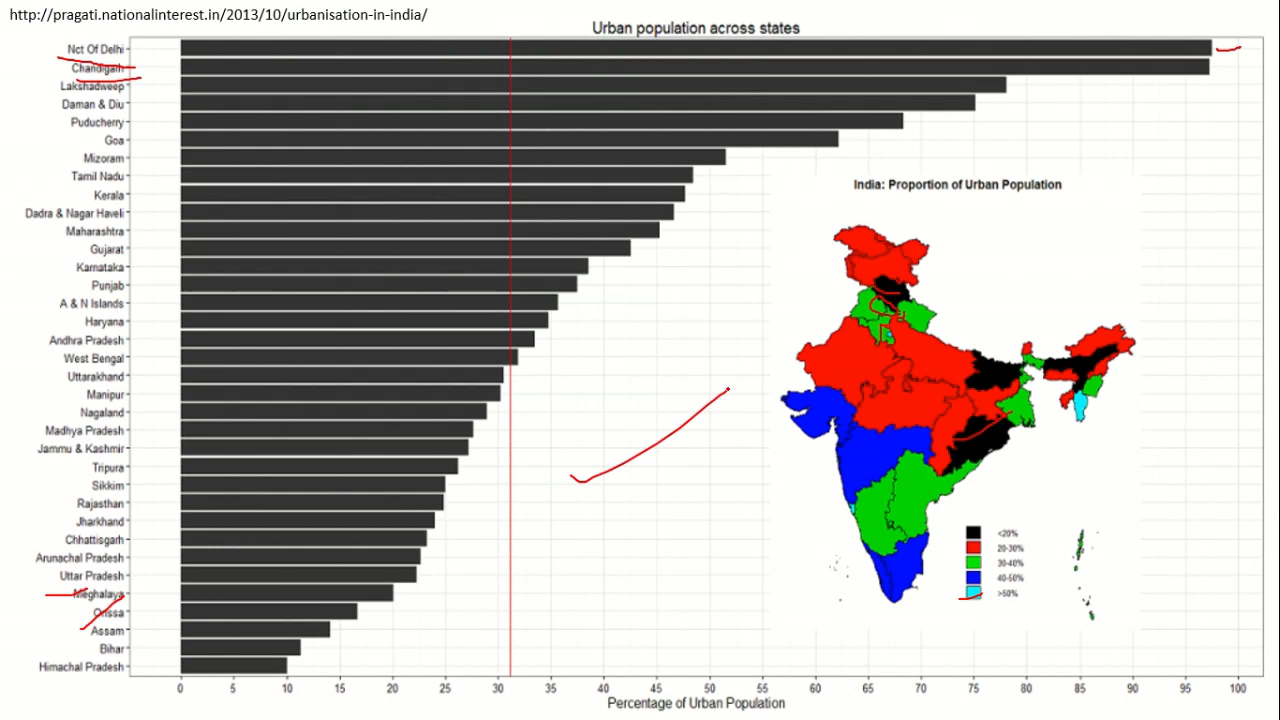 http://pragati.nationalinterest.in/2013/10/urbanisation-in-india/
Urban population across states
Nct Of Delhi
Chandigarh
Lakshadweep
Daman & Diu
Puducherry
Goa
Mizoram
Tamil Nadu
Kerala
Dadra & Nagar Haveli
Maharashtra
Gujarat
Karnataka
Punjab
A & N Islands
Haryana
Andhra Pradesh
West Bengal
Uttarakhand
Manipur
Nagaland
Madhya Pradesh
Jammu & Kashmir
Tripura
Sikkim
Rajasthan
Jharkhand
Chhattisgarh
Arunachal Pradesh
Uttar Pradesh
Meghalaya
Orissa
Assam
Bihar
Himachal Pradesh
India: Proportion of Urban Population
<20%
20-30%
30-40%
40-50%
>50%
0 5 10 15 20 25 30 35 40 45 50 55 60 65 70 75 80 85 90 95 100
Percentage of Urban Population